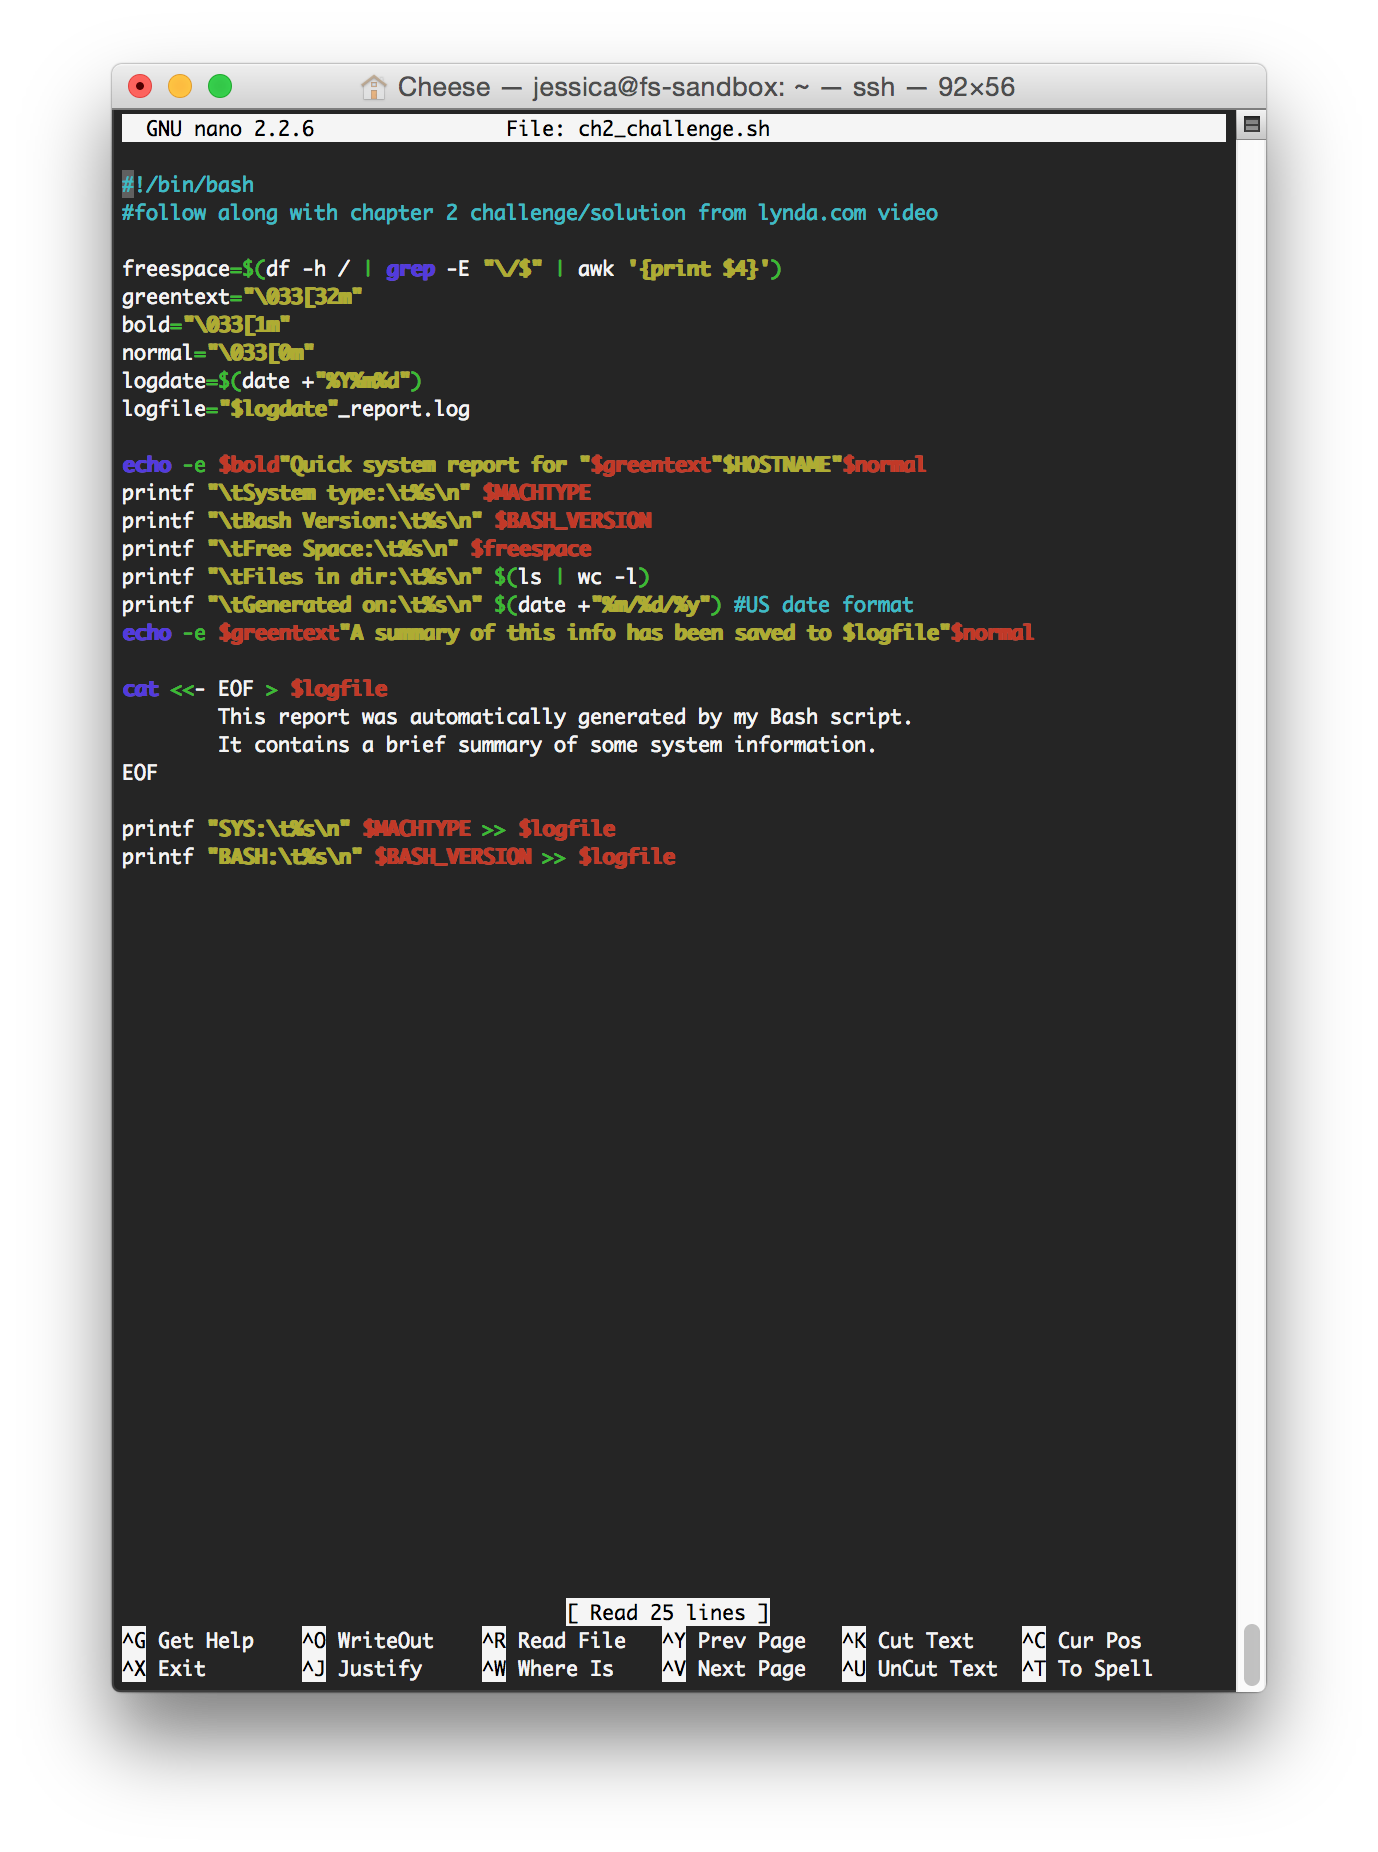 Cheese — jessica@fs-sandbox: ~ — ssh — 92×56
GNU nano 2.2.6 File: ch2_challenge.sh
#!/bin/bash
#follow along with chapter 2 challenge/solution from lynda.com video
freespace=$(df -h / | grep -E "\/$" | awk '{print $4}')
greentext="\033[32m"
bold="\033[1m"
normal="\033[0m"
logdate=$(date +"%Y%m%d")
logfile="$logdate"_report.log
echo -e $bold"Quick system report for "$greentext"$HOSTNAME"$normal
printf "\tSystem type:\t%s\n" $MACHTYPE
printf "\tBash Version:\t%s\n" $BASH_VERSION
printf "\tFree Space:\t%s\n" $freespace
printf "\tFiles in dir:\t%s\n" $(ls | wc -l)
printf "\tGenerated on:\t%s\n" $(date +"%m/%d/%y") #US date format
echo -e $greentext"A summary of this info has been saved to $logfile"$normal
cat <<- EOF > $logfile
        This report was automatically generated by my Bash script.
        It contains a brief summary of some system information.
EOF
printf "SYS:\t%s\n" $MACHTYPE >> $logfile
printf "BASH:\t%s\n" $BASH_VERSION >> $logfile
[ Read 25 lines ]
^G Get Help ^O WriteOut ^R Read File ^Y Prev Page ^K Cut Text ^C Cur Pos
^X Exit ^J Justify ^W Where Is ^V Next Page ^U UnCut Text ^T To Spell